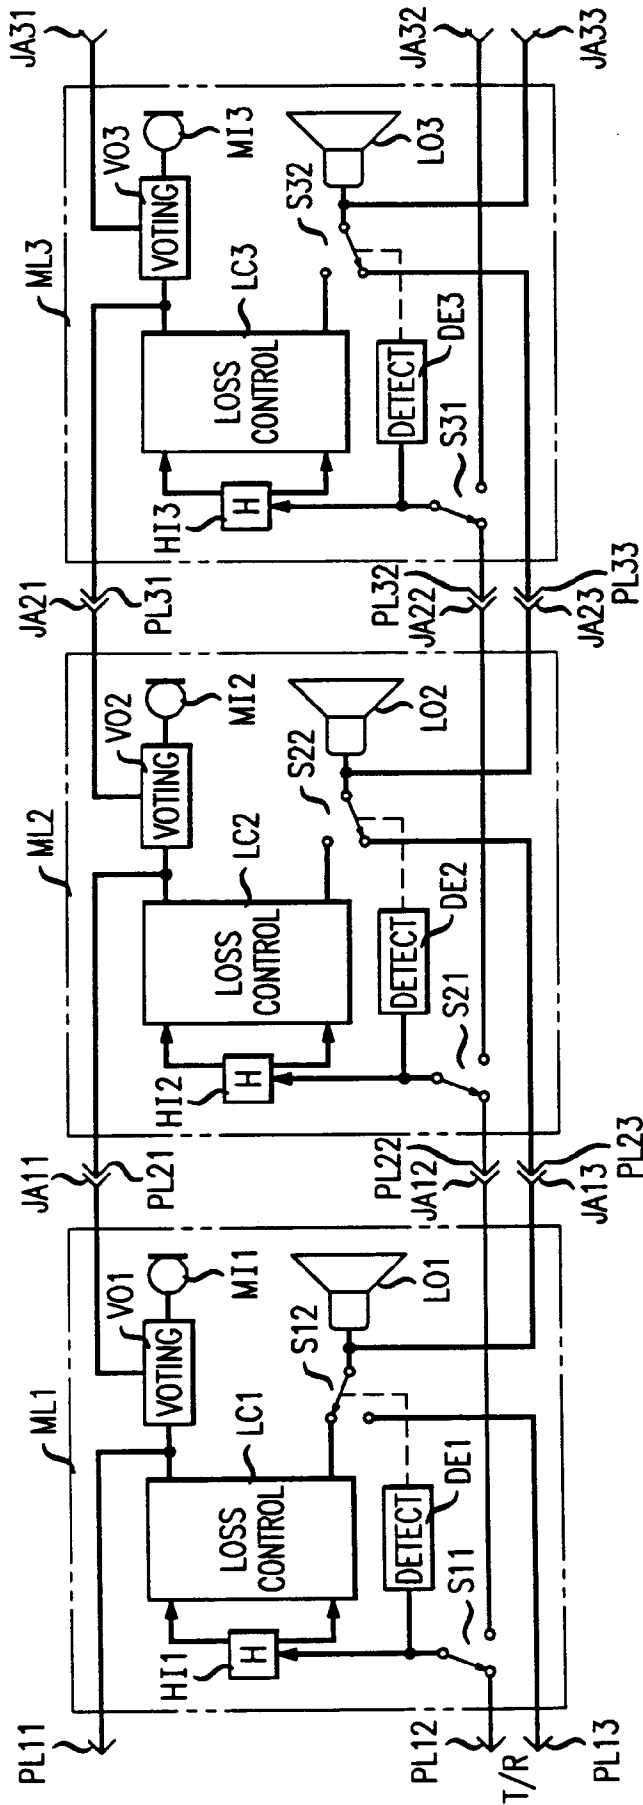 JA31
JA32
JA33
ML3
VO3
VOTING
MI3
LC3
LOSS
CONTROL
S32
LO3
HI3
H
DETECT
DE3
S31
JA21
PL31
PL32
JA22
PL33
JA23
ML2
VO2
VOTING
MI2
LC2
LOSS
CONTROL
S22
LO2
HI2
H
DETECT
DE2
S21
JA11
PL21
PL22
JA12
PL23
JA13
ML1
VO1
VOTING
MI1
LC1
LOSS
CONTROL
S12
LO1
HI1
H
DETECT
DE1
S11
PL11
PL12
T/R
PL13